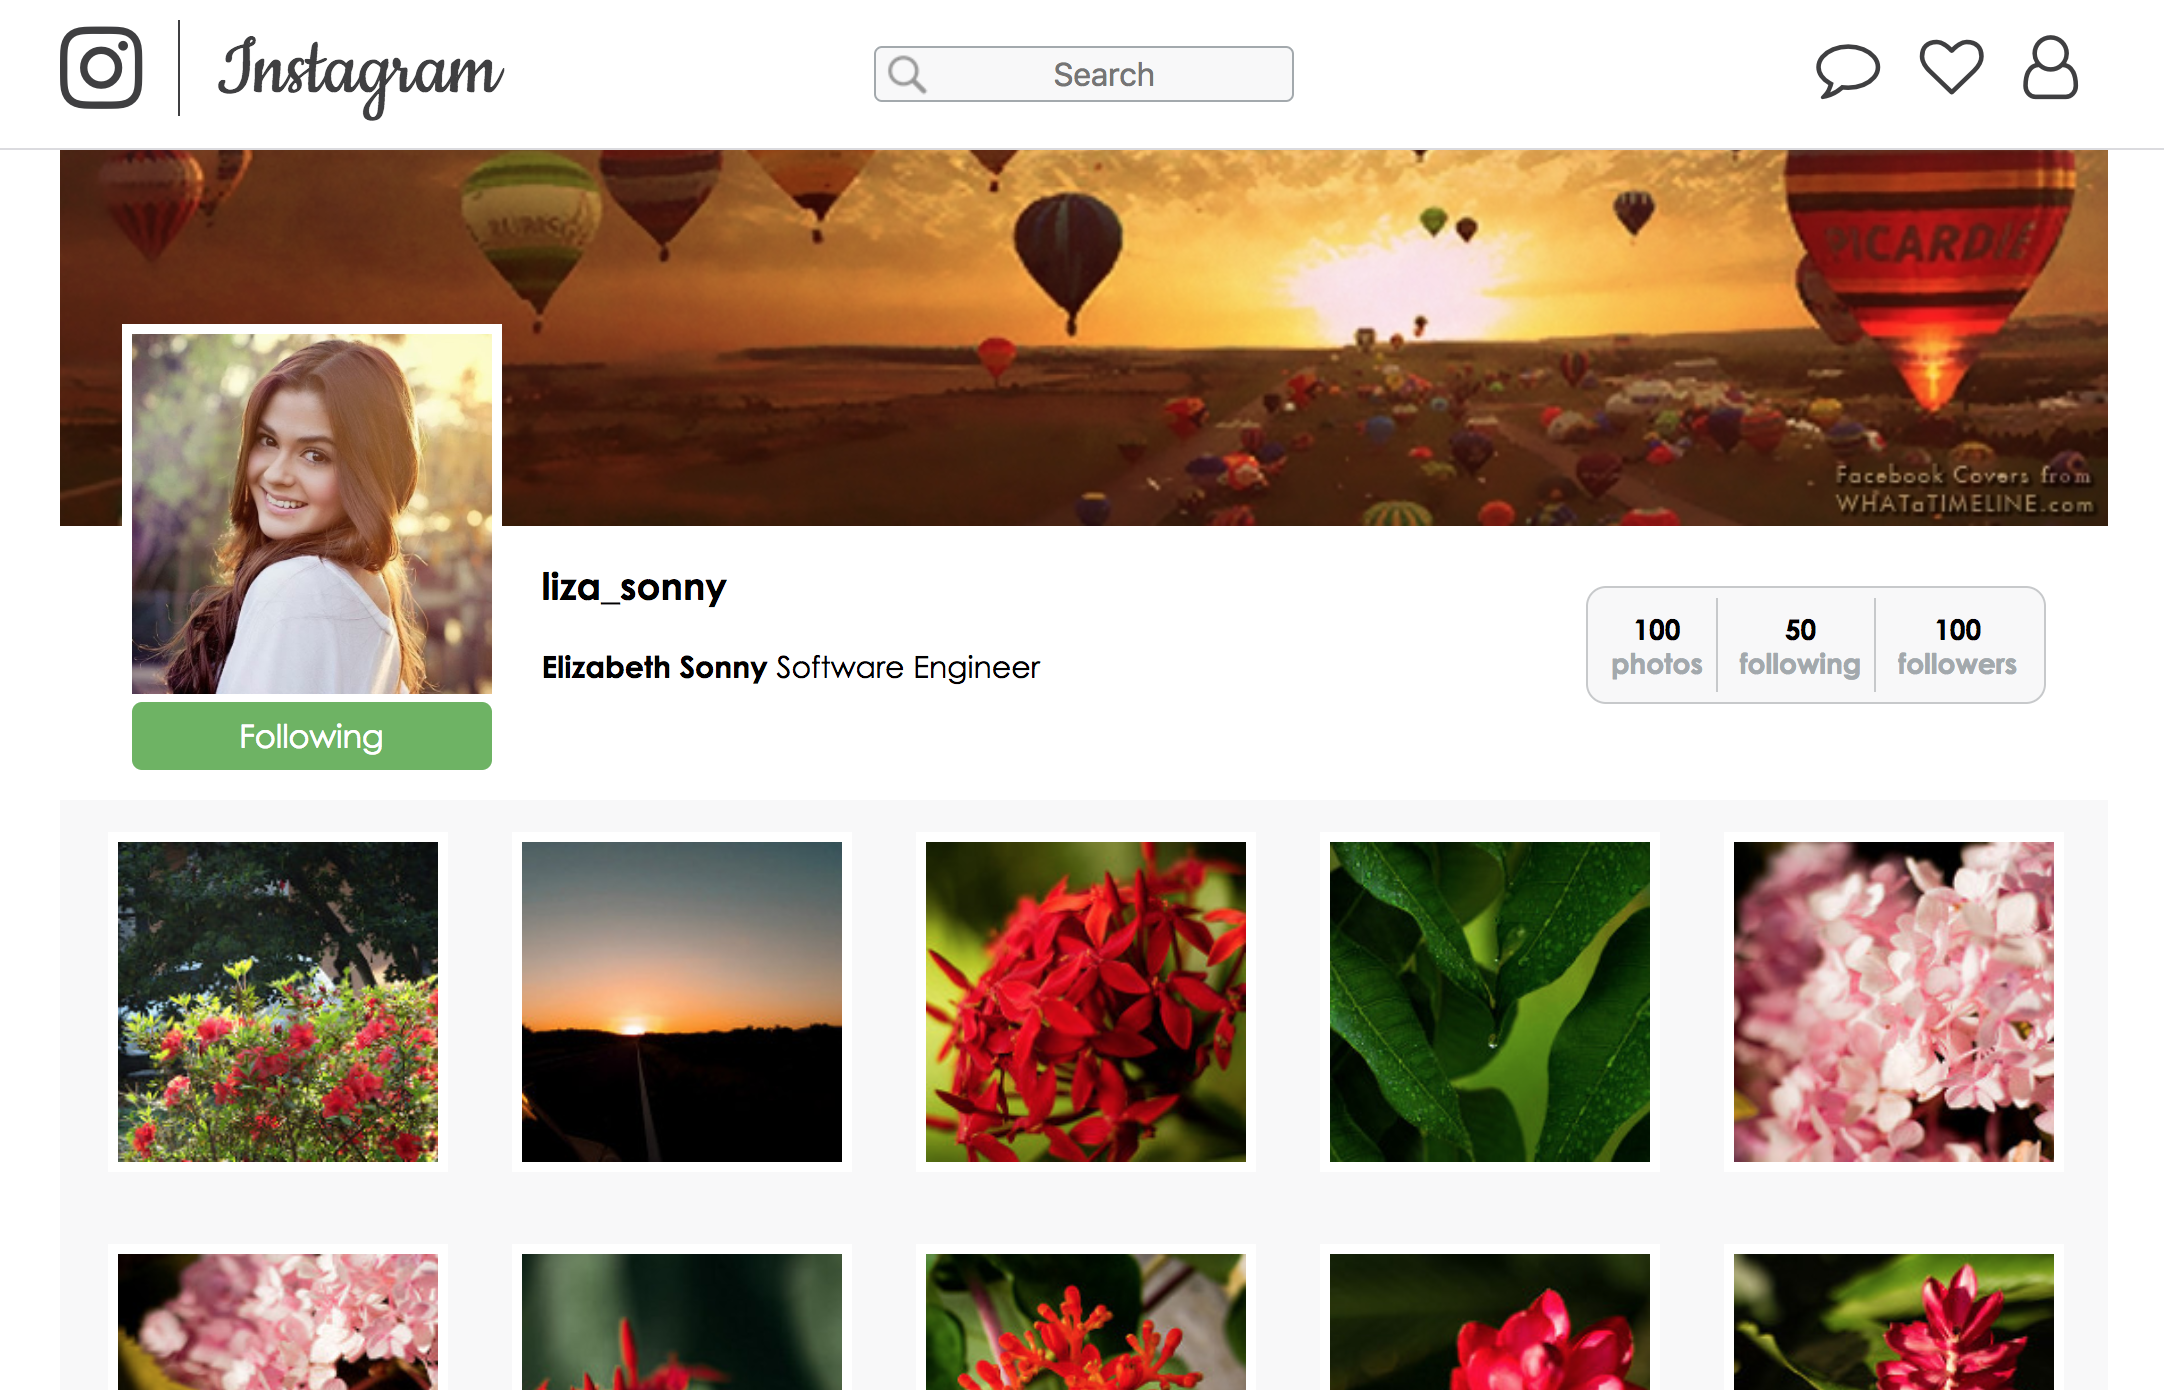 Instagram
Search
PICARDIE
Facebook Covers from
WHATaTIMELINE.com
liza_sonny
Elizabeth Sonny Software Engineer
100
photos
50
following
100
followers
Following